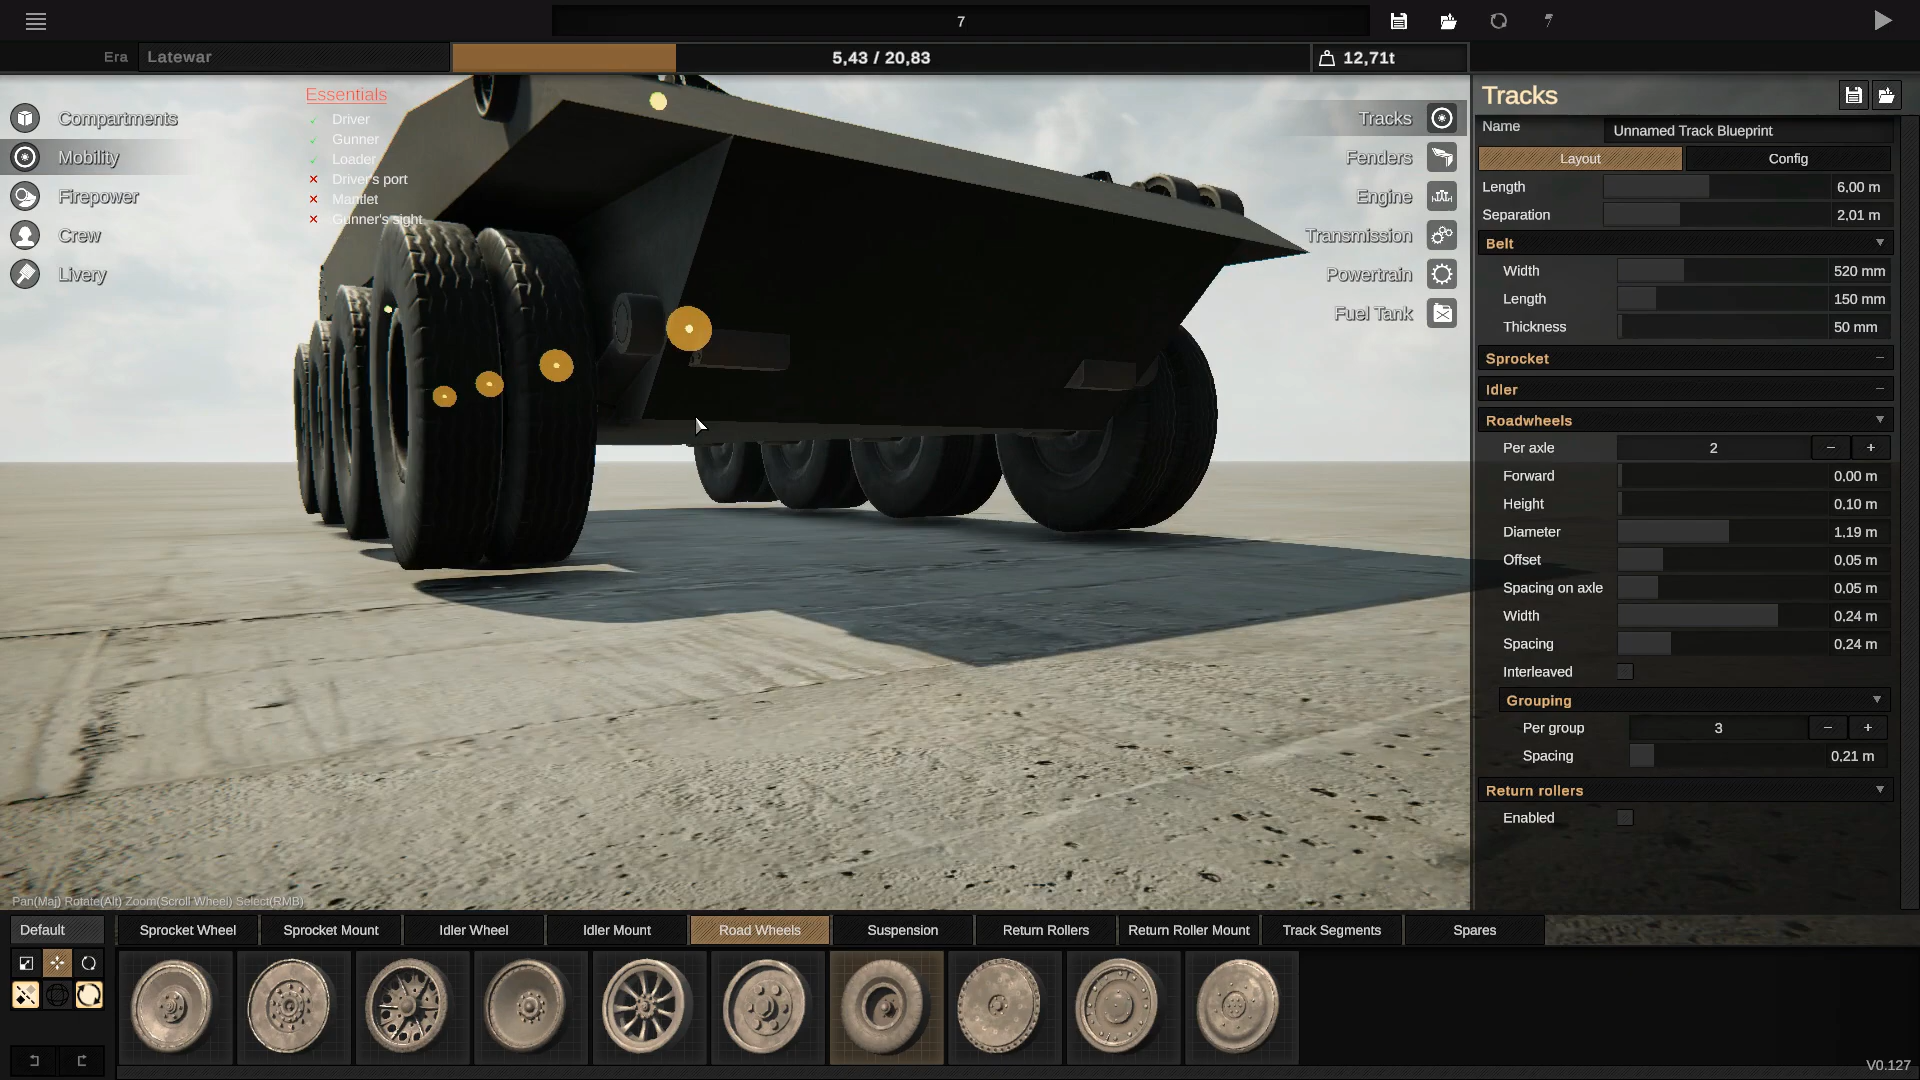 7
Era
Latewar
5,43 / 20,83
12,71t
Compartments
Mobility
Firepower
Crew
Livery
Essentials
Driver
Gunner
Loader
Driver's port
Mantlet
Gunner's sight
Tracks
Fenders
Engine
Transmission
Powertrain
Fuel Tank
Tracks
Name
Unnamed Track Blueprint
Layout
Config
Length 6,00 m
Separation 2,01 m
Belt
Width 520 mm
Length 150 mm
Thickness 50 mm
Sprocket
Idler
Roadwheels
Per axle 2 − +
Forward 0,00 m
Height 0,10 m
Diameter 1,19 m
Offset 0,05 m
Spacing on axle 0,05 m
Width 0,24 m
Spacing 0,24 m
Interleaved
Grouping
Per group 3 − +
Spacing 0,21 m
Return rollers
Enabled
Pan(Maj) Rotate(Alt) Zoom(Scroll Wheel) Select(RMB)
Default
Sprocket Wheel
Sprocket Mount
Idler Wheel
Idler Mount
Road Wheels
Suspension
Return Rollers
Return Roller Mount
Track Segments
Spares
V0.127